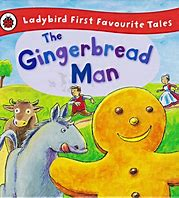 Ladybird First Favourite Tales
The
Gingerbread
Man